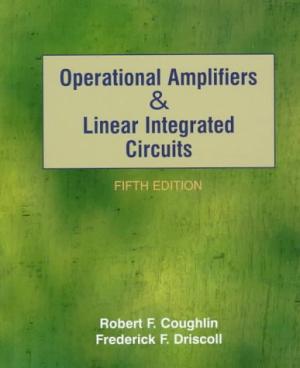 Operational Amplifiers
&
Linear Integrated
Circuits
FIFTH EDITION
Robert F. Coughlin
Frederick F. Driscoll